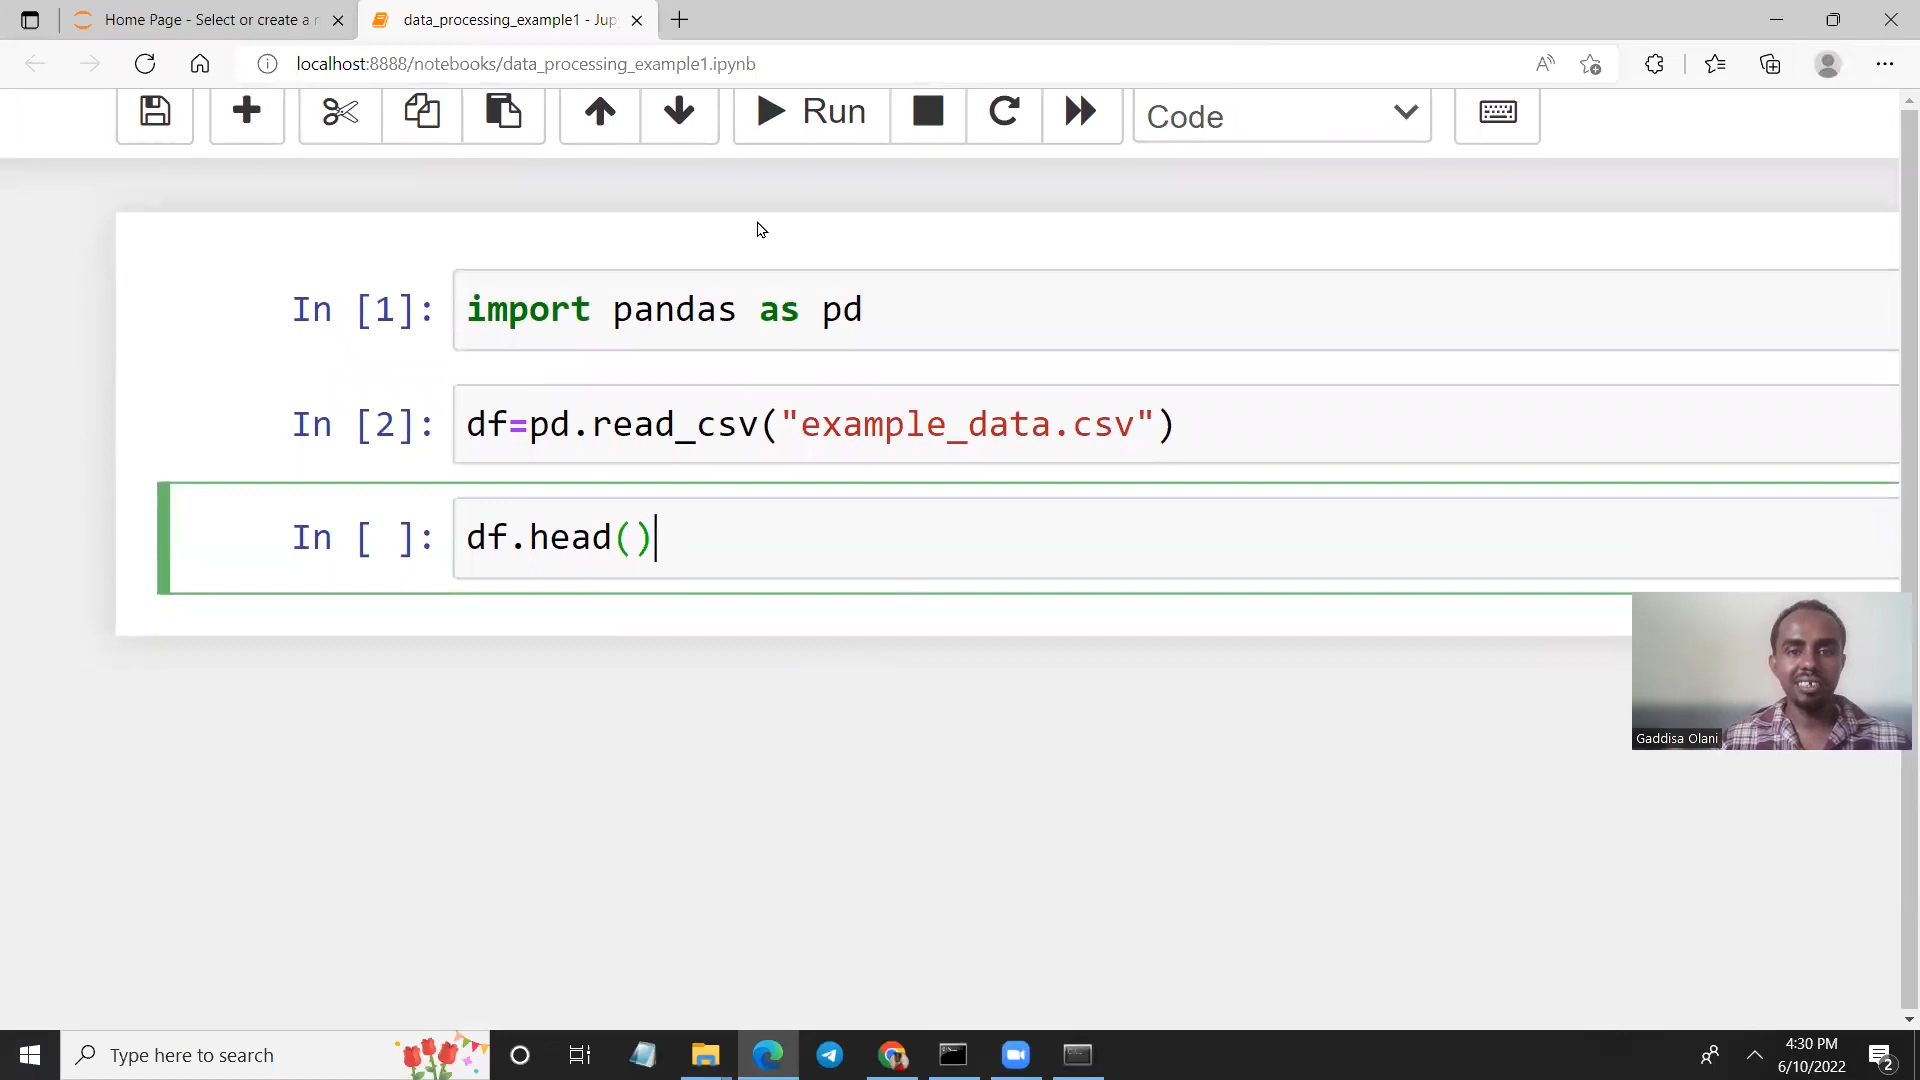 Home Page - Select or create a n
data_processing_example1 - Jup
localhost:8888/notebooks/data_processing_example1.ipynb
Run
Code
In [1]: import pandas as pd
In [2]: df=pd.read_csv("example_data.csv")
In [ ]: df.head()
Gaddisa Olani
Type here to search
4:30 PM
6/10/2022
2